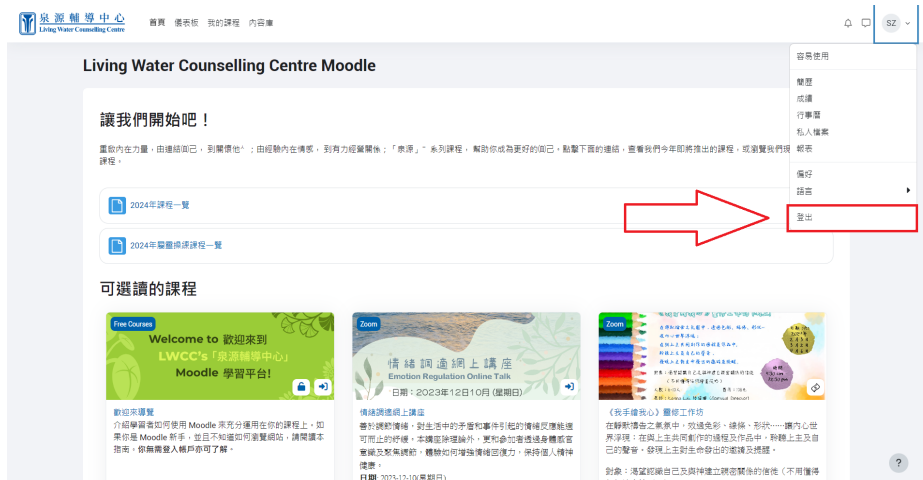 泉源輔導中心
Living Water Counselling Centre
首頁 儀表板 我的課程 內容庫
SZ
容易使用
簡歷
成績
行事曆
私人檔案
報表
偏好
語言
登出
Living Water Counselling Centre Moodle
讓我們開始吧！
重啟內在力量，由連結自己，到關懷他人；由經驗內在情感，到有力經營關係；「泉源」系列課程，幫助你成為更好的自己。點擊下面的連結，查看我們今年即將推出的課程，或瀏覽我們現
課程。
2024年課程一覽
2024年屬靈操課課程一覽
可選讀的課程
Free Courses
Welcome to 歡迎來到
LWCC's「泉源輔導中心」
Moodle 學習平台!
歡迎來導覽
介紹學習者如何使用 Moodle 來充分運用在你的課程上。如
果你是 Moodle 新手，並且不知道如何瀏覽網站，請閱讀本
指南，你無需登入帳戶亦可了解。
Zoom
情緒調適網上講座
Emotion Regulation Online Talk
日期：2023年12月10日 (星期日)
情緒調適網上講座
善於調節情緒，對生活中的矛盾和事件引起的情緒反應能適
可而止的紓緩。本講座除理論外，更和參加者透過身體感官
意識及聚焦調節，體驗如何增強情緒回復力，保持個人精神
健康。
日期: 2023-12-10(星期日)
Zoom
《我手繪我心》靈修工作坊
在靜默禱告之氣氛中，效過免彩、線條、形狀⋯⋯讓內心世
界浮現：在與上主共同創作的過程及作品中，聆聽上主及自
己的聲音。發現上主對生命發出的邀請及提醒。
對象：渴望認識自己及與神建立親密關係的信徒（不用懂得
?